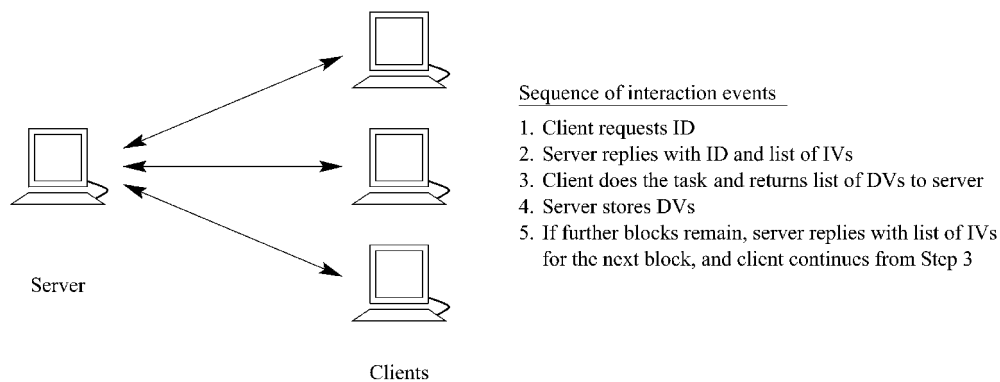 Sequence of interaction events
1. Client requests ID
2. Server replies with ID and list of IVs
3. Client does the task and returns list of DVs to server
4. Server stores DVs
5. If further blocks remain, server replies with list of IVs
for the next block, and client continues from Step 3
Server
Clients